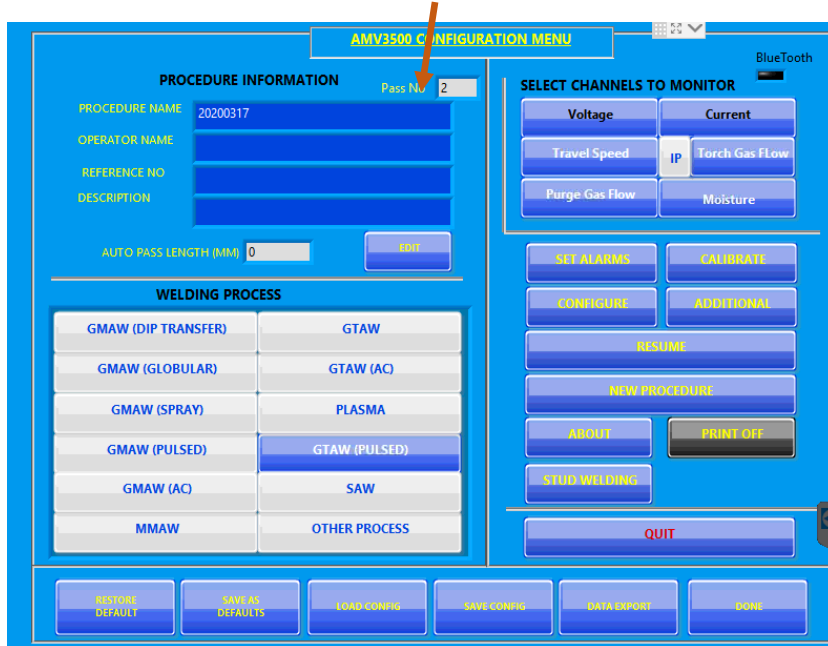 AMV3500 CONFIGURATION MENU
BlueTooth
PROCEDURE INFORMATION
Pass No 2
PROCEDURE NAME 20200317
OPERATOR NAME
REFERENCE NO
DESCRIPTION
AUTO PASS LENGTH (MM) 0
EDIT
SELECT CHANNELS TO MONITOR
Voltage Current
Travel Speed IP Torch Gas FLow
Purge Gas Flow Moisture
WELDING PROCESS
GMAW (DIP TRANSFER) GTAW
GMAW (GLOBULAR) GTAW (AC)
GMAW (SPRAY) PLASMA
GMAW (PULSED) GTAW (PULSED)
GMAW (AC) SAW
MMAW OTHER PROCESS
SET ALARMS CALIBRATE
CONFIGURE ADDITIONAL
RESUME
NEW PROCEDURE
ABOUT PRINT OFF
STUD WELDING
QUIT
RESTORE
DEFAULT
SAVE AS
DEFAULTS
LOAD CONFIG
SAVE CONFIG
DATA EXPORT
DONE